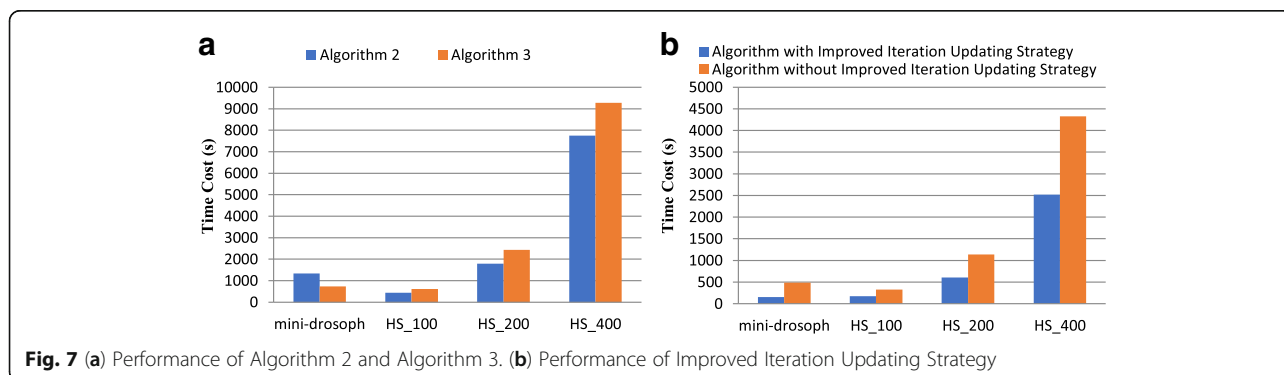 a
Algorithm 2
Algorithm 3
10000
9000
8000
7000
6000
5000
4000
3000
2000
1000
0
Time Cost (s)
mini-drosoph HS_100 HS_200 HS_400
b
Algorithm with Improved Iteration Updating Strategy
Algorithm without Improved Iteration Updating Strategy
5000
4500
4000
3500
3000
2500
2000
1500
1000
500
0
Time Cost (s)
mini-drosoph HS_100 HS_200 HS_400
Fig. 7 (a) Performance of Algorithm 2 and Algorithm 3. (b) Performance of Improved Iteration Updating Strategy